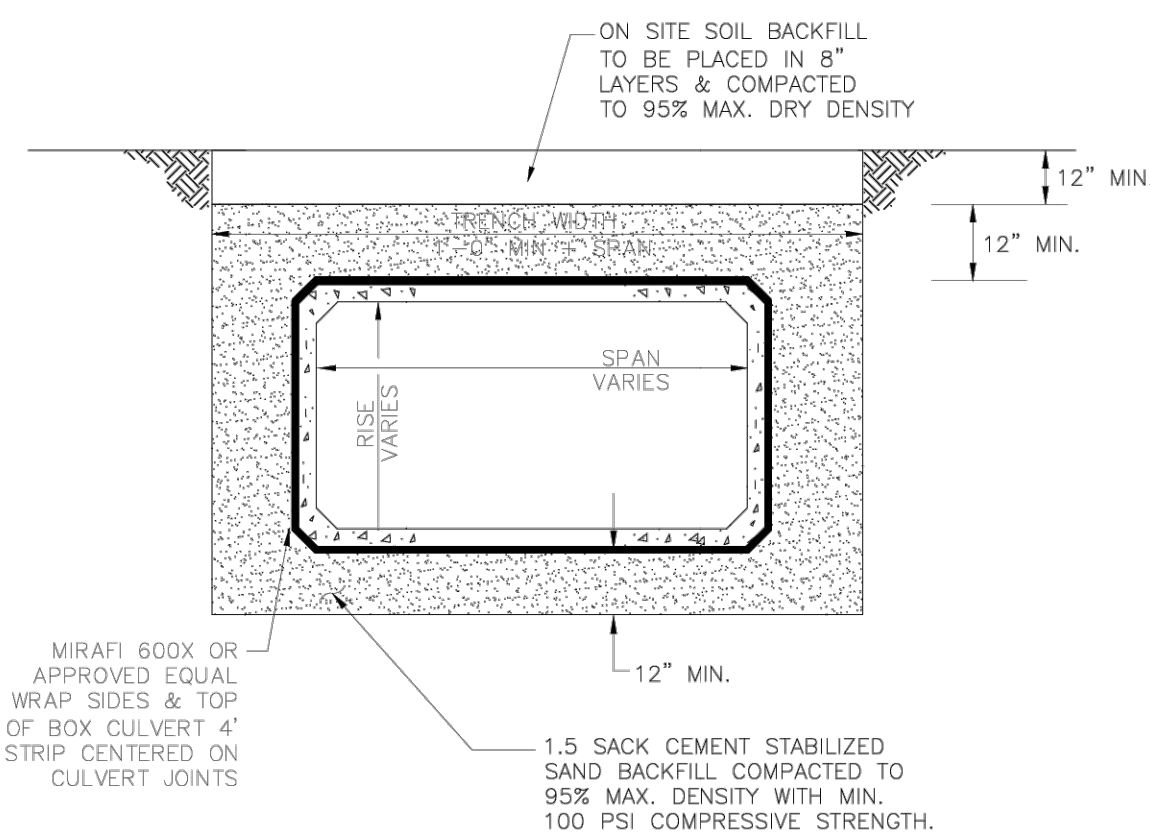 ON SITE SOIL BACKFILL
TO BE PLACED IN 8"
LAYERS & COMPACTED
TO 95% MAX. DRY DENSITY
12" MIN.
12" MIN.
TRENCH WIDTH
1'-0" MIN + SPAN
SPAN
VARIES
RISE
VARIES
MIRAFI 600X OR
APPROVED EQUAL
WRAP SIDES & TOP
OF BOX CULVERT 4'
STRIP CENTERED ON
CULVERT JOINTS
12" MIN.
1.5 SACK CEMENT STABILIZED
SAND BACKFILL COMPACTED TO
95% MAX. DENSITY WITH MIN.
100 PSI COMPRESSIVE STRENGTH.